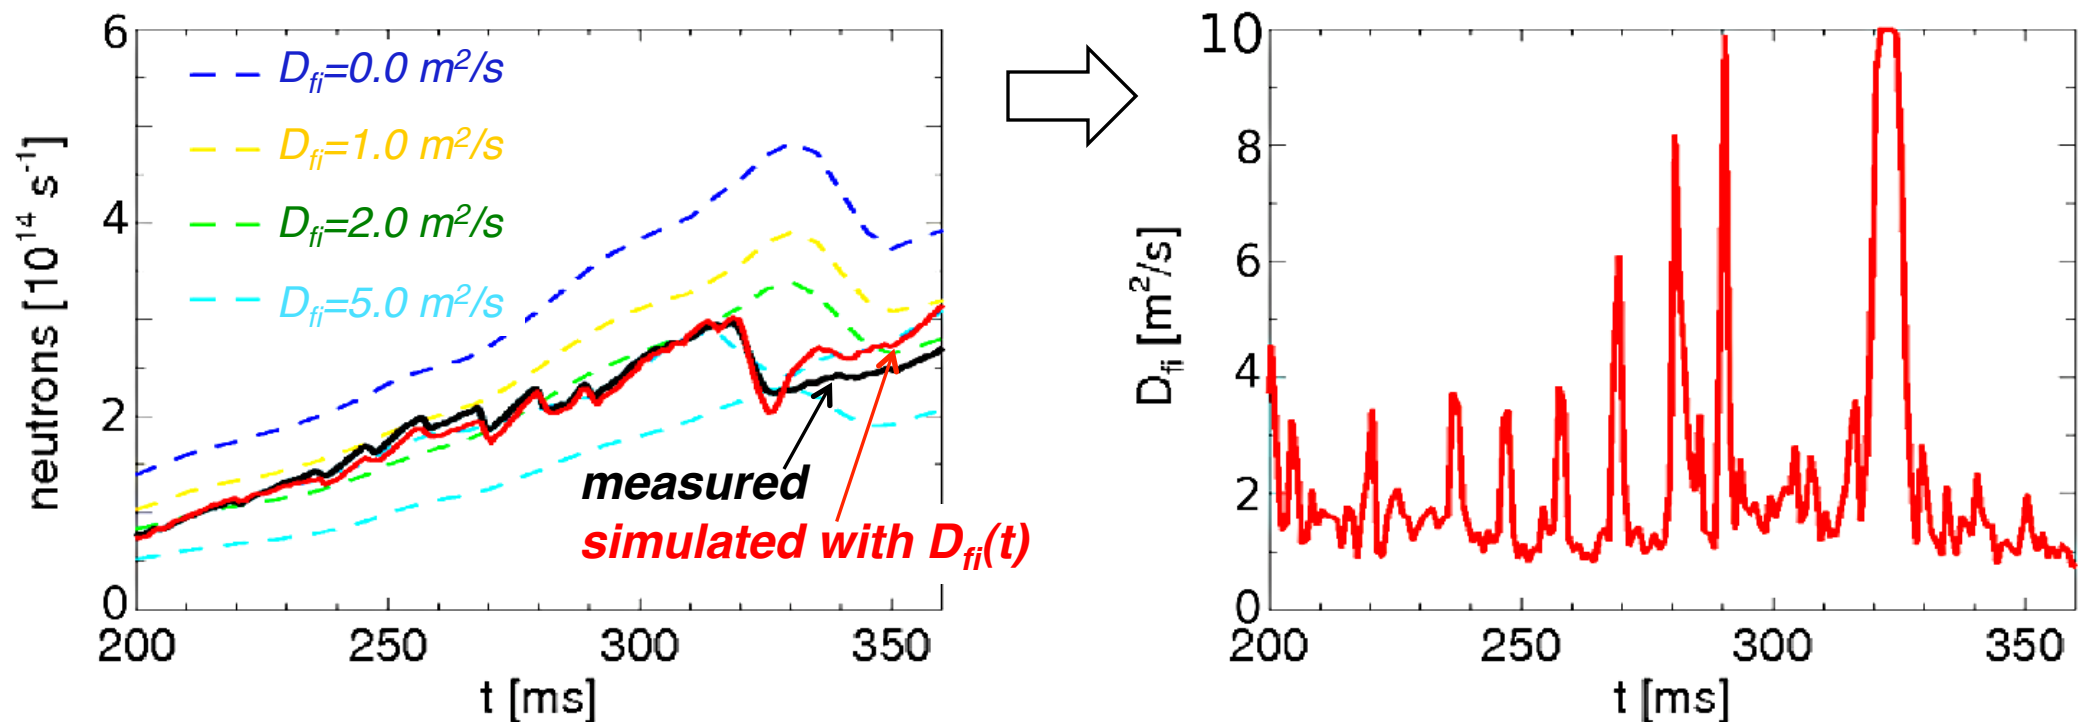 6
4
2
0
neutrons [10¹⁴ s⁻¹]
D_fi=0.0 m²/s
D_fi=1.0 m²/s
D_fi=2.0 m²/s
D_fi=5.0 m²/s
measured
simulated with D_fi(t)
200 250 300 350
t [ms]
10
8
6
4
2
0
D_fi [m²/s]
200 250 300 350
t [ms]